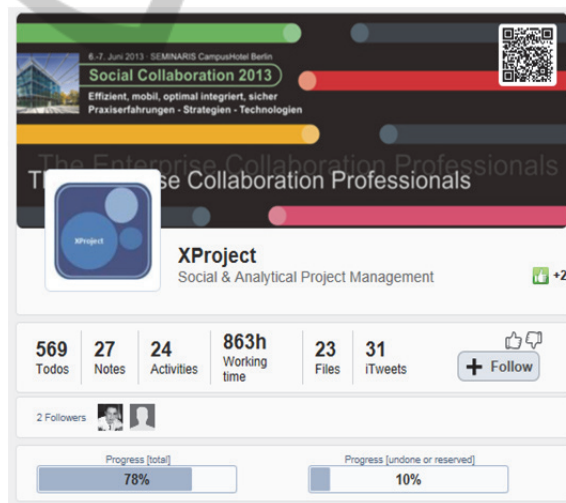 6.-7. Juni 2013 · SEMINARIS CampusHotel Berlin
Social Collaboration 2013
Effizient, mobil, optimal integriert, sicher
Praxiserfahrungen - Strategien - Technologien
The Enterprise Collaboration Professionals
T se Collaboration Professionals
XProject
XProject
Social & Analytical Project Management
+2
569 27 24 863h 23 31
Todos Notes Activities Working time Files iTweets
+ Follow
2 Followers
Progress [total] Progress [undone or reserved]
78% 10%